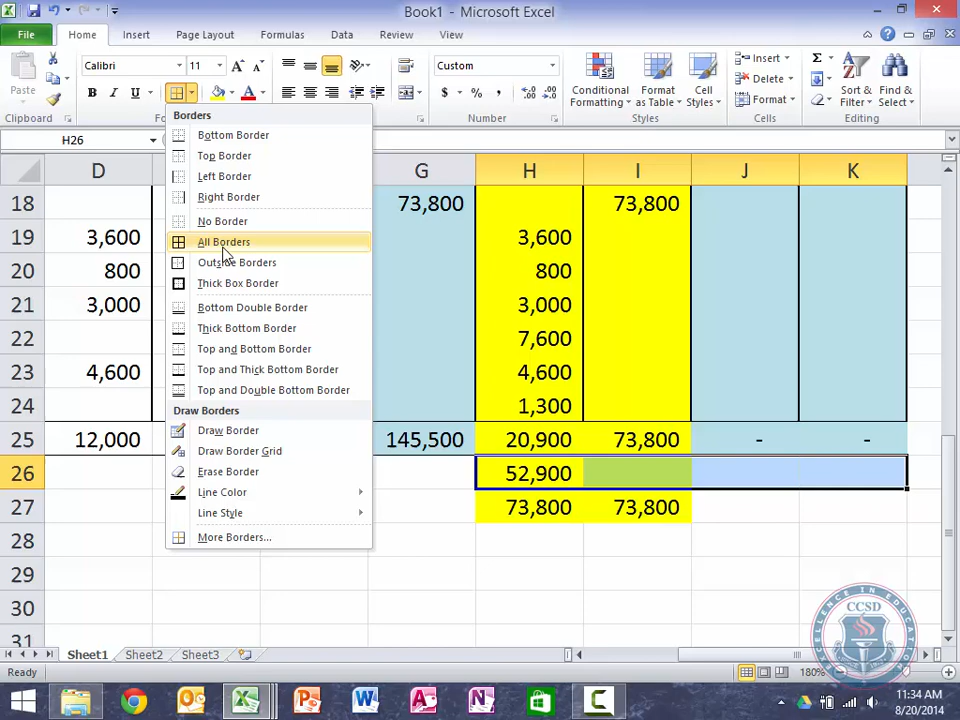 Book1 - Microsoft Excel
File Home Insert Page Layout Formulas Data Review View
Calibri 11 Custom Insert Σ
Paste B I U $ % , Conditional Formatting Format as Table Cell Styles Delete Sort & Filter Find & Select
Format
Clipboard Fo Number Styles Cells Editing
H26
Borders
Bottom Border
Top Border
Left Border
Right Border
No Border
All Borders
Outside Borders
Thick Box Border
Bottom Double Border
Thick Bottom Border
Top and Bottom Border
Top and Thick Bottom Border
Top and Double Bottom Border
Draw Borders
Draw Border
Draw Border Grid
Erase Border
Line Color
Line Style
More Borders...
D G H I J K
18 73,800 73,800
19 3,600 3,600
20 800 800
21 3,000 3,000
22 7,600
23 4,600 4,600
24 1,300
25 12,000 145,500 20,900 73,800 - -
26 52,900
27 73,800 73,800
28
29
30
31
EXCELLENCE IN EDUCATION
CCSD
Sheet1 Sheet2 Sheet3
Ready 180%
11:34 AM
8/20/2014